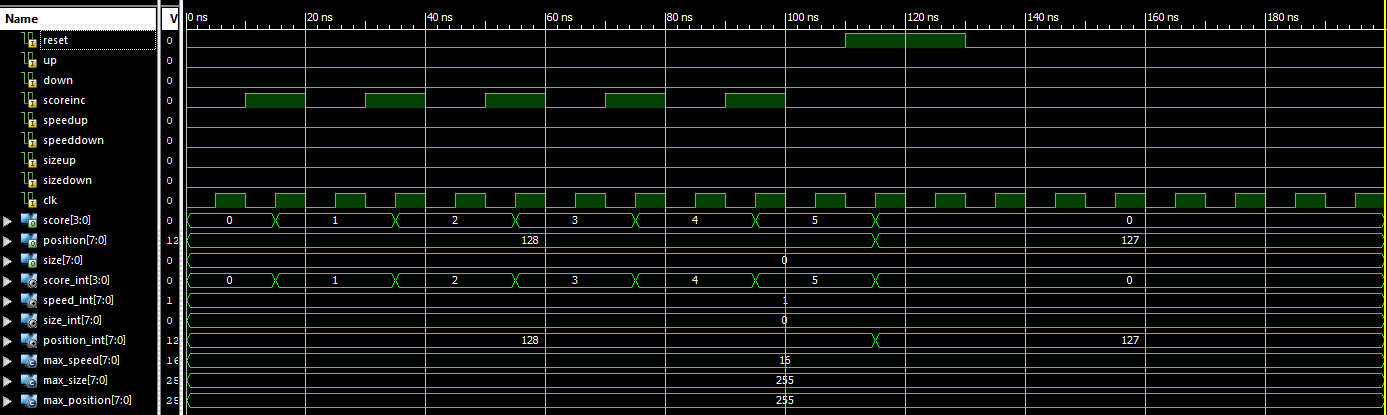 Name V 0 ns 20 ns 40 ns 60 ns 80 ns 100 ns 120 ns 140 ns 160 ns 180 ns
reset 0
up 0
down 0
scoreinc 0
speedup 0
speeddown 0
sizeup 0
sizedown 0
clk 0
score[3:0] 0 0 1 2 3 4 5 0
position[7:0] 12 128 127
size[7:0] 0 0
score_int[3:0] 0 0 1 2 3 4 5 0
speed_int[7:0] 1 1
size_int[7:0] 0 0
position_int[7:0] 12 128 127
max_speed[7:0] 16 16
max_size[7:0] 25 255
max_position[7:0] 25 255